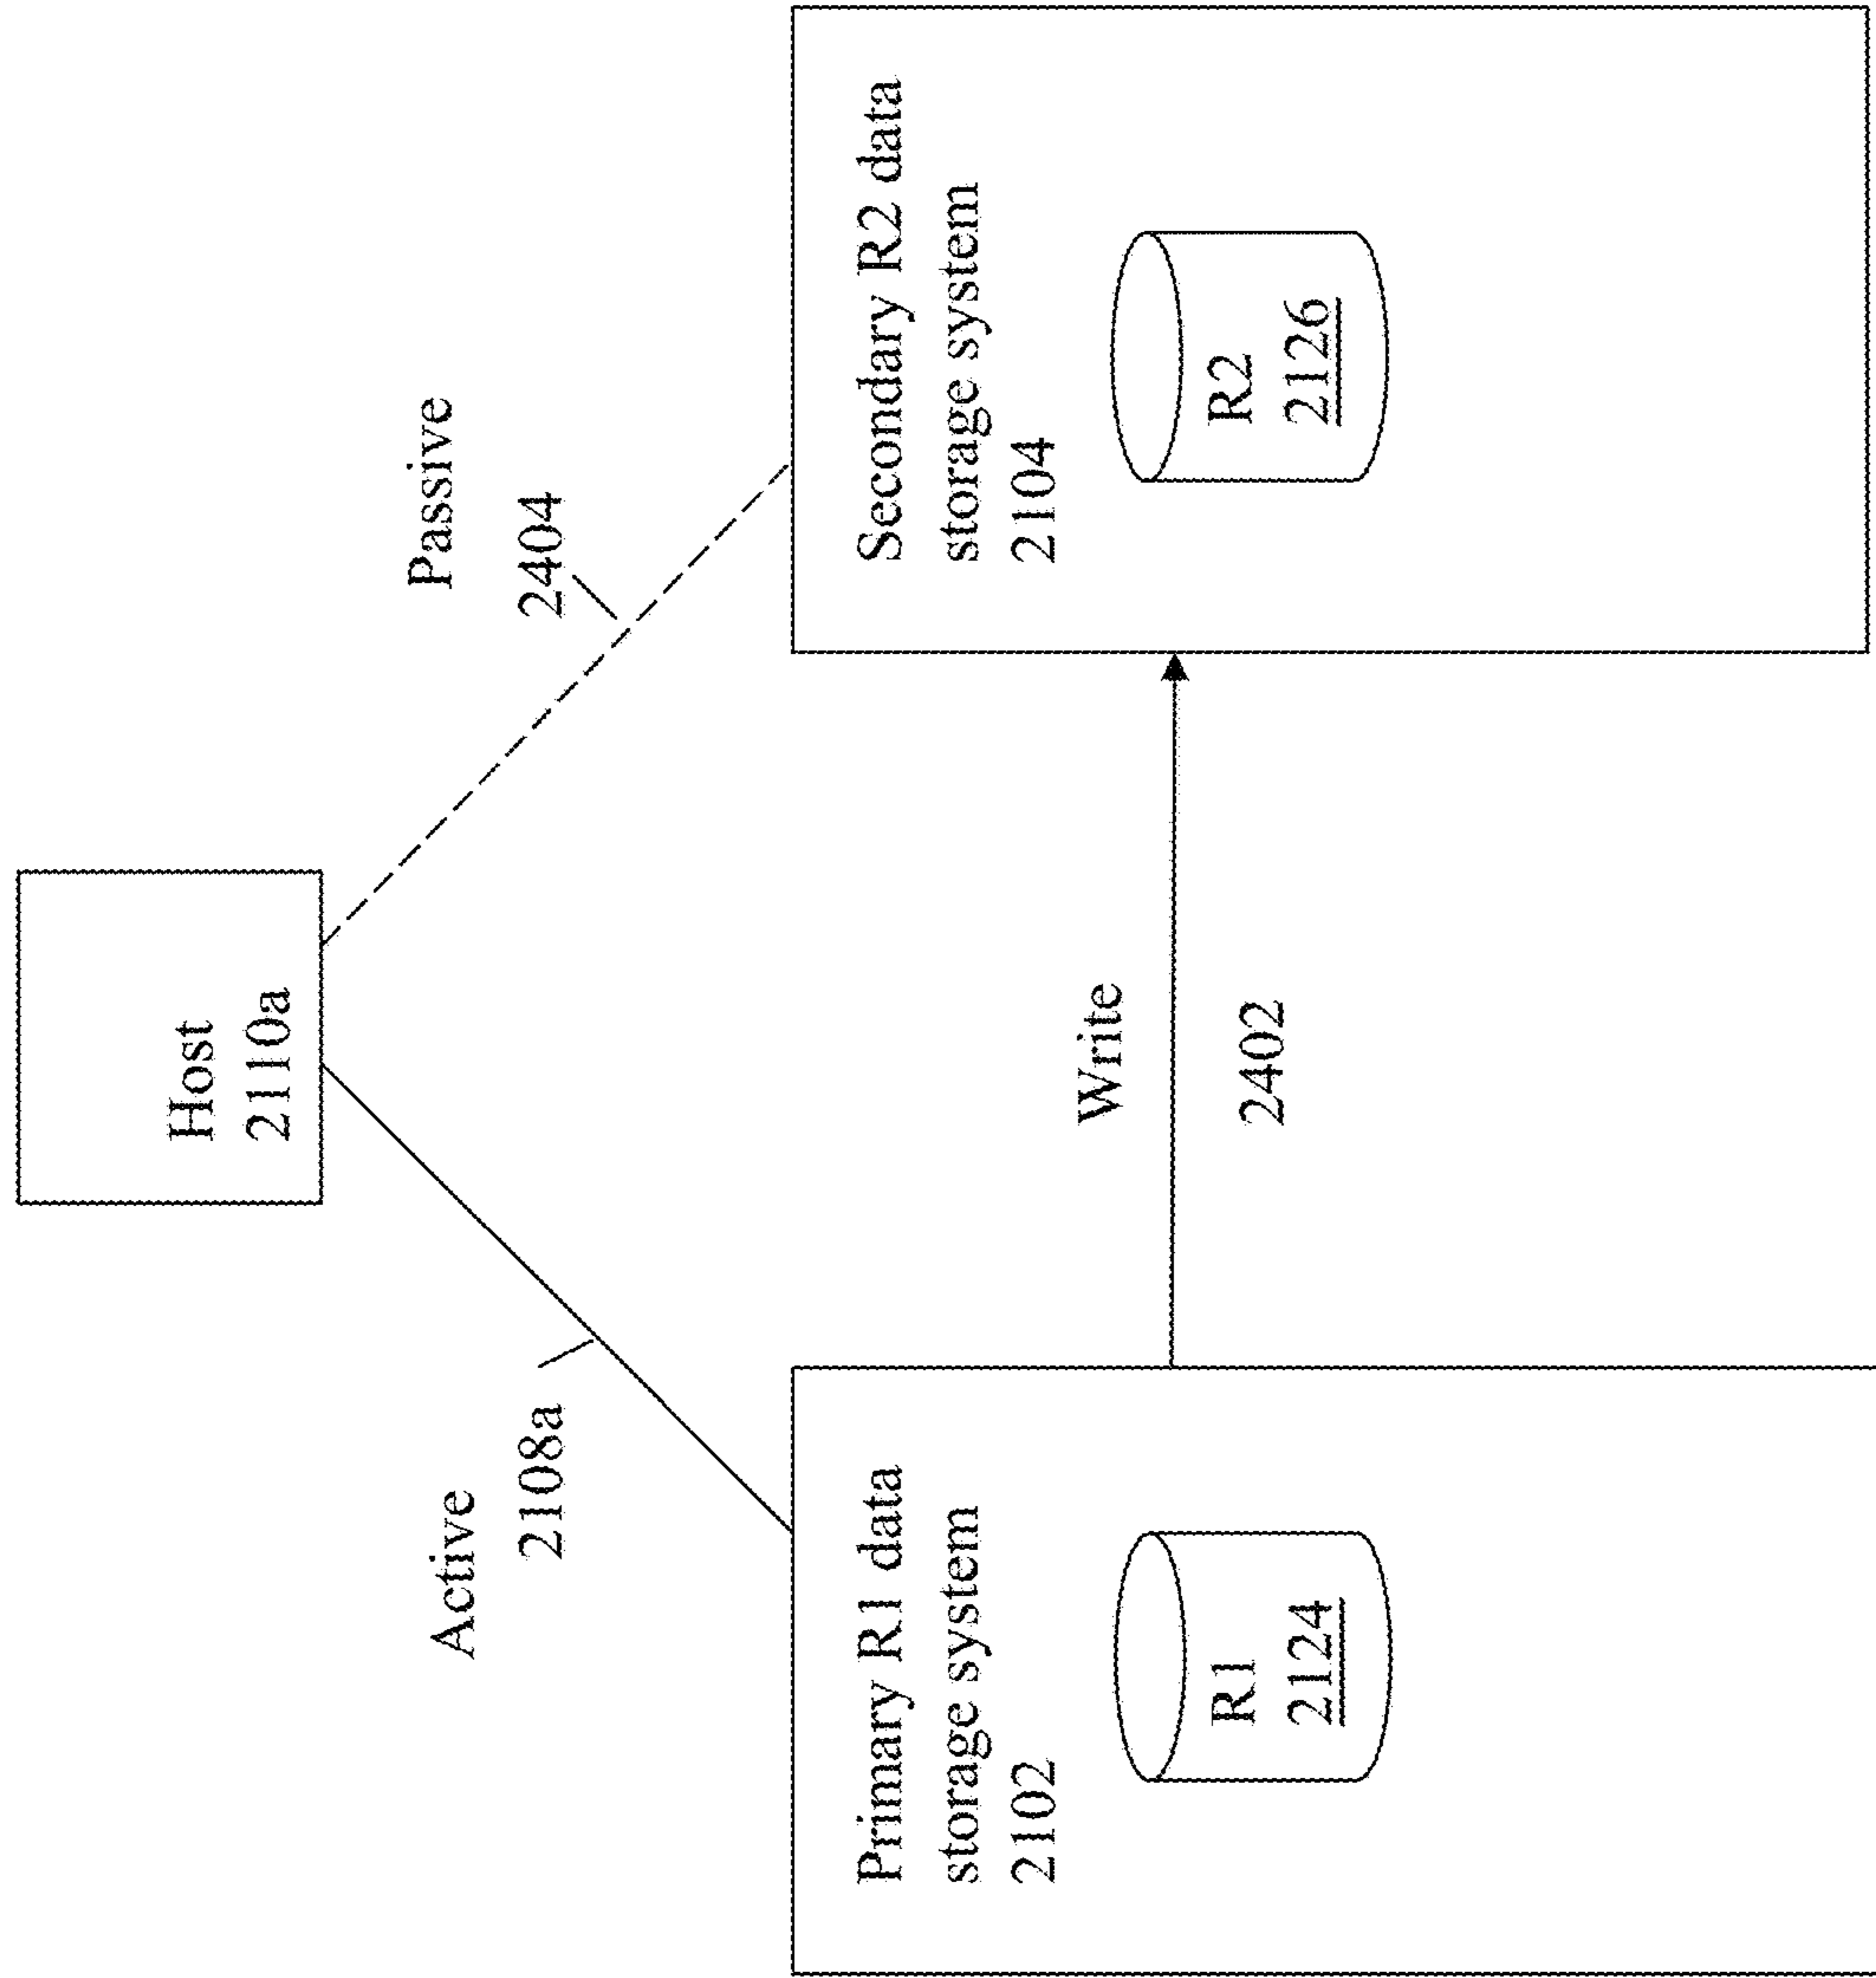 Host
2110a
Active
2108a
Passive
2404
Primary R1 data
storage system
2102
R1
2124
Write
2402
Secondary R2 data
storage system
2104
R2
2126